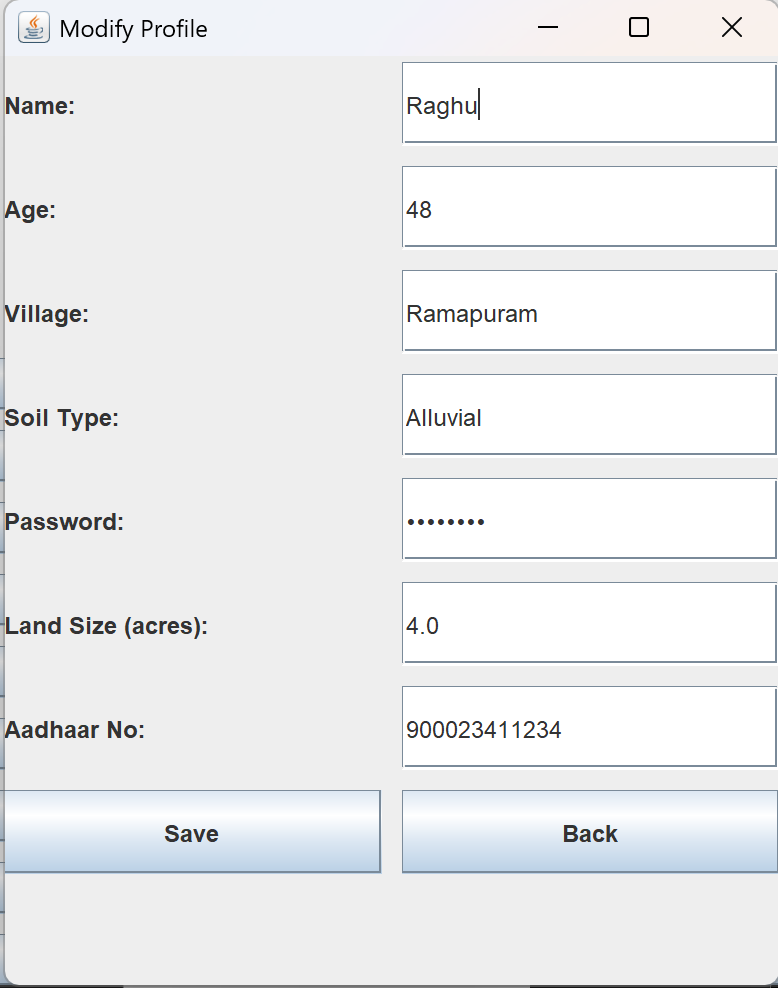 Modify Profile
Name: Raghu
Age: 48
Village: Ramapuram
Soil Type: Alluvial
Password: ••••••••
Land Size (acres): 4.0
Aadhaar No: 900023411234
Save Back